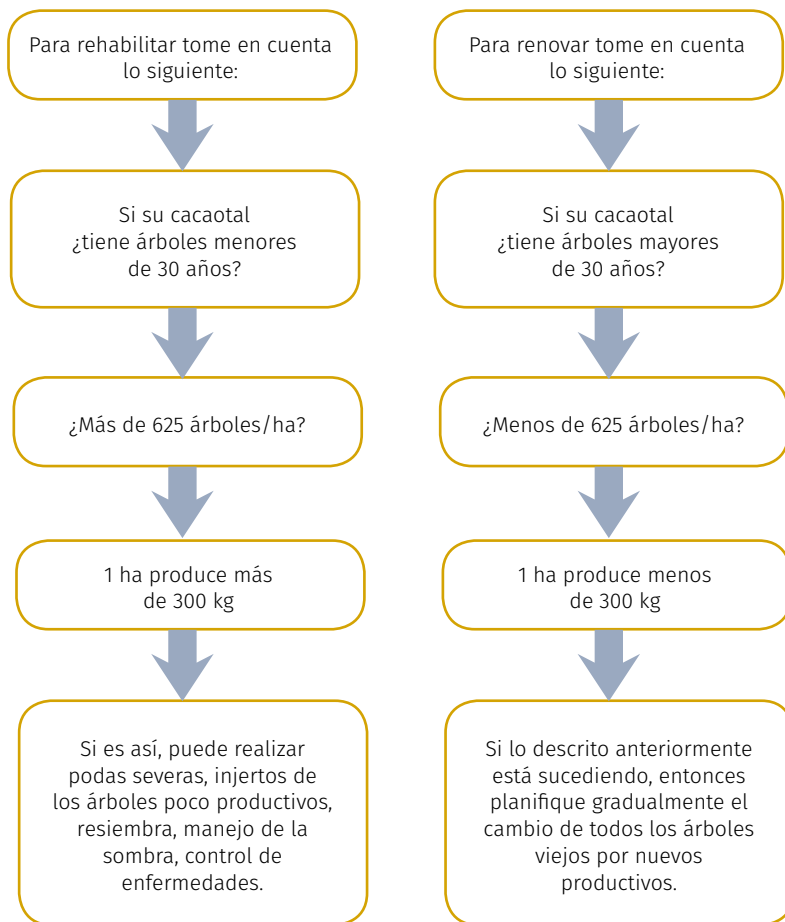 Para rehabilitar tome en cuenta
lo siguiente:
Si su cacaotal
¿tiene árboles menores
de 30 años?
¿Más de 625 árboles/ha?
1 ha produce más
de 300 kg
Si es así, puede realizar
podas severas, injertos de
los árboles poco productivos,
resiembra, manejo de la
sombra, control de
enfermedades.
Para renovar tome en cuenta
lo siguiente:
Si su cacaotal
¿tiene árboles mayores
de 30 años?
¿Menos de 625 árboles/ha?
1 ha produce menos
de 300 kg
Si lo descrito anteriormente
está sucediendo, entonces
planifique gradualmente el
cambio de todos los árboles
viejos por nuevos
productivos.